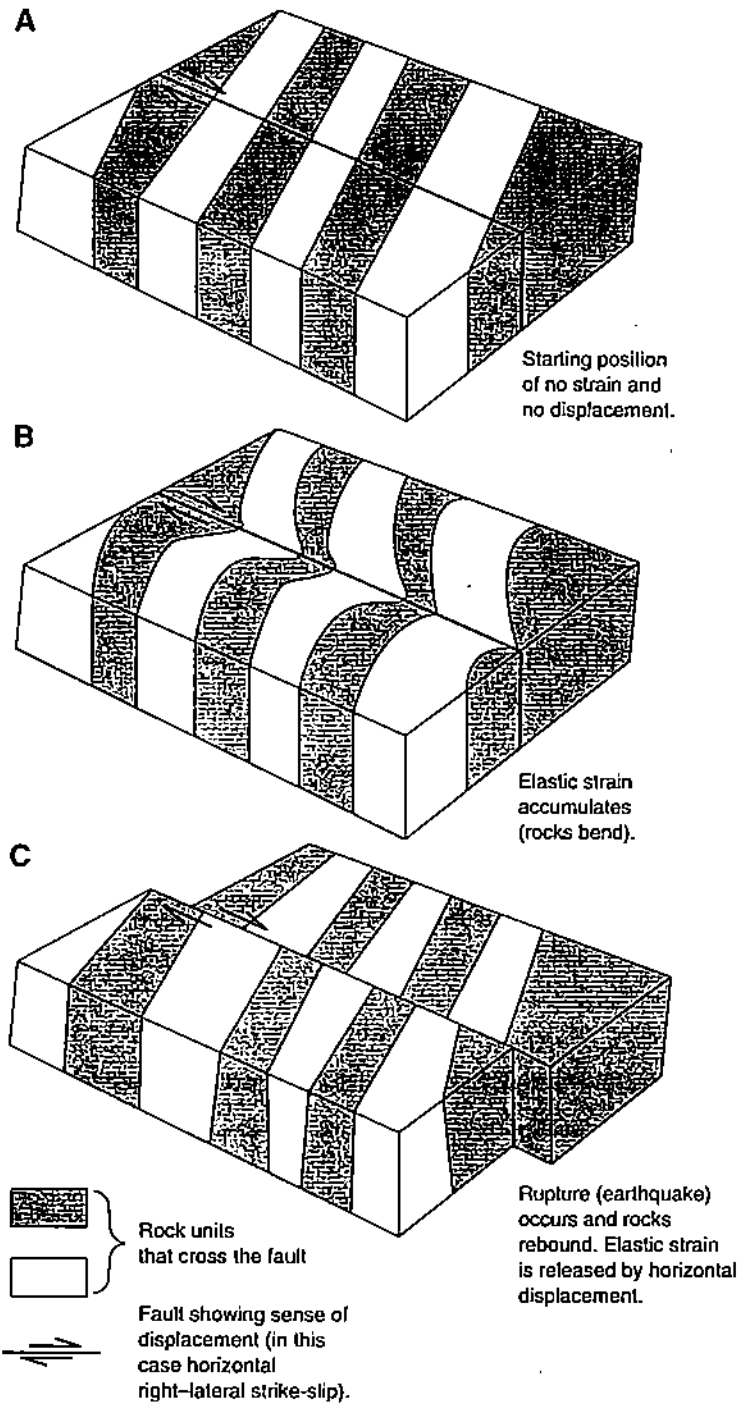 A
Starting position
of no strain and
no displacement.
B
Elastic strain
accumulates
(rocks bend).
C
Rupture (earthquake)
occurs and rocks
rebound. Elastic strain
is released by horizontal
displacement.
Rock units
that cross the fault
Fault showing sense of
displacement (in this
case horizontal
right–lateral strike-slip).